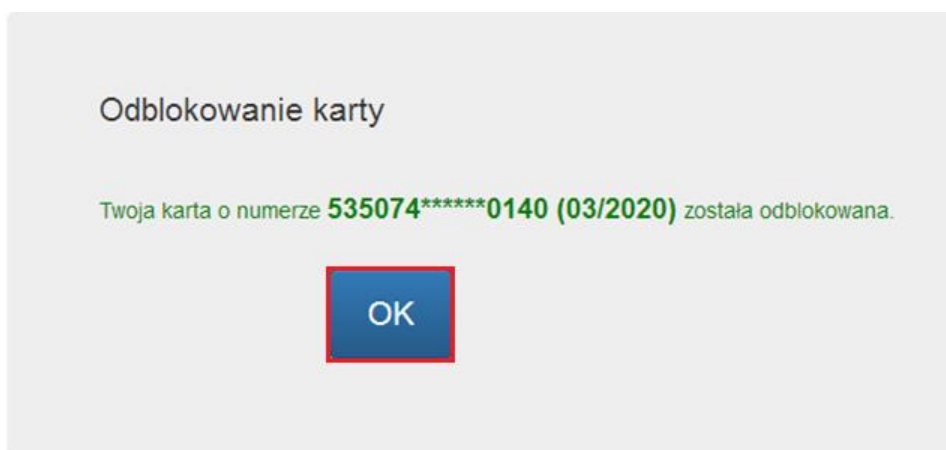 Odblokowanie karty
Twoja karta o numerze 535074******0140 (03/2020) została odblokowana.
OK